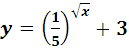 y = (1/5)^√x + 3